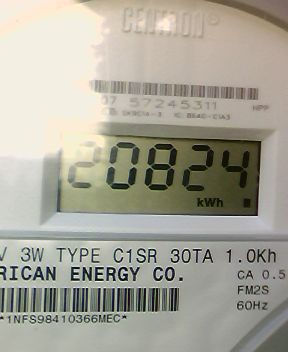 CENTRON®
07 57245311 HPP
20824
kWh
V 3W TYPE C1SR 30TA 1.0Kh
RICAN ENERGY CO. CA 0.5
FM2S
60Hz
*1NFS98410366MEC*